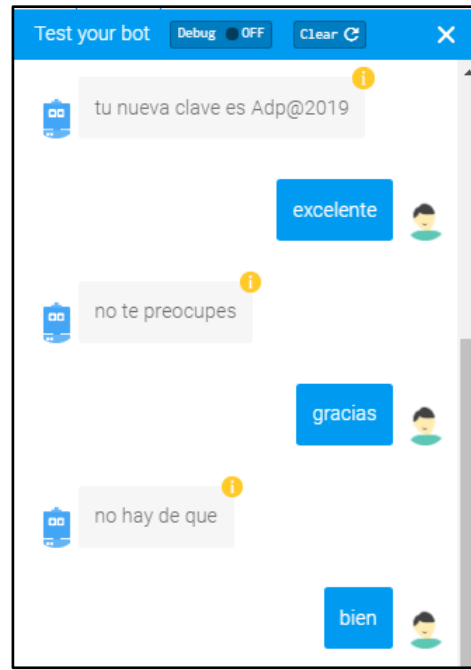 Test your bot Debug OFF Clear
tu nueva clave es Adp@2019
excelente
no te preocupes
gracias
no hay de que
bien